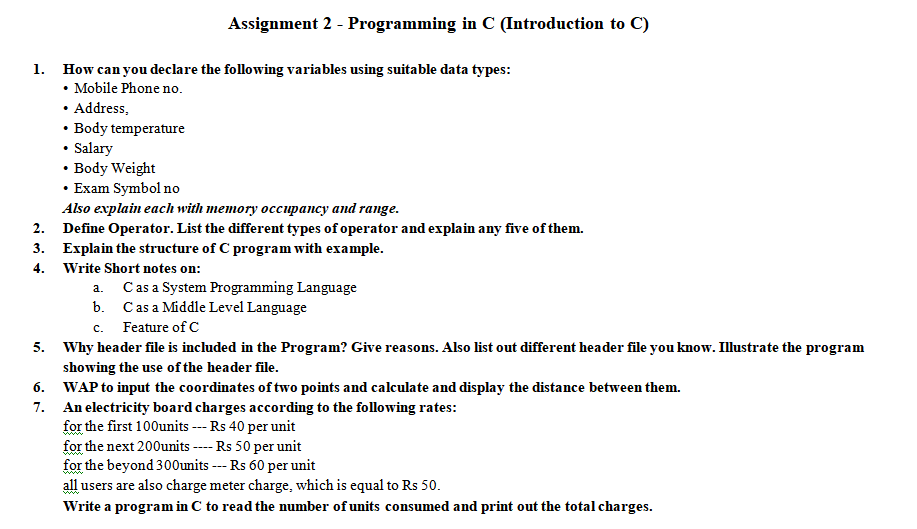 Assignment 2 - Programming in C (Introduction to C)
1. How can you declare the following variables using suitable data types:
• Mobile Phone no.
• Address,
• Body temperature
• Salary
• Body Weight
• Exam Symbol no
Also explain each with memory occupancy and range.
2. Define Operator. List the different types of operator and explain any five of them.
3. Explain the structure of C program with example.
4. Write Short notes on:
a. C as a System Programming Language
b. C as a Middle Level Language
c. Feature of C
5. Why header file is included in the Program? Give reasons. Also list out different header file you know. Illustrate the program
showing the use of the header file.
6. WAP to input the coordinates of two points and calculate and display the distance between them.
7. An electricity board charges according to the following rates:
for the first 100units --- Rs 40 per unit
for the next 200units ---- Rs 50 per unit
for the beyond 300units --- Rs 60 per unit
all users are also charge meter charge, which is equal to Rs 50.
Write a program in C to read the number of units consumed and print out the total charges.